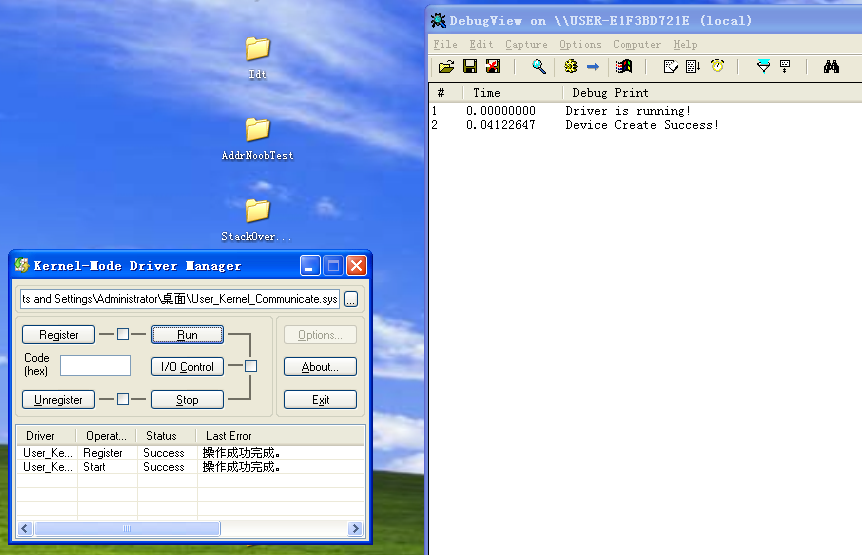 Idt
AddrNoobTest
StackOver...
Kernel-Mode Driver Manager
ts and Settings\Administrator\桌面\User_Kernel_Communicate.sys
...
Register
Run
Options...
Code
(hex)
I/O Control
About...
Unregister
Stop
Exit
Driver Operat... Status Last Error
User_Ke... Register Success 操作成功完成。
User_Ke... Start Success 操作成功完成。
DebugView on \\USER-E1F3BD721E (local)
File Edit Capture Options Computer Help
# Time Debug Print
1 0.00000000 Driver is running!
2 0.04122647 Device Create Success!